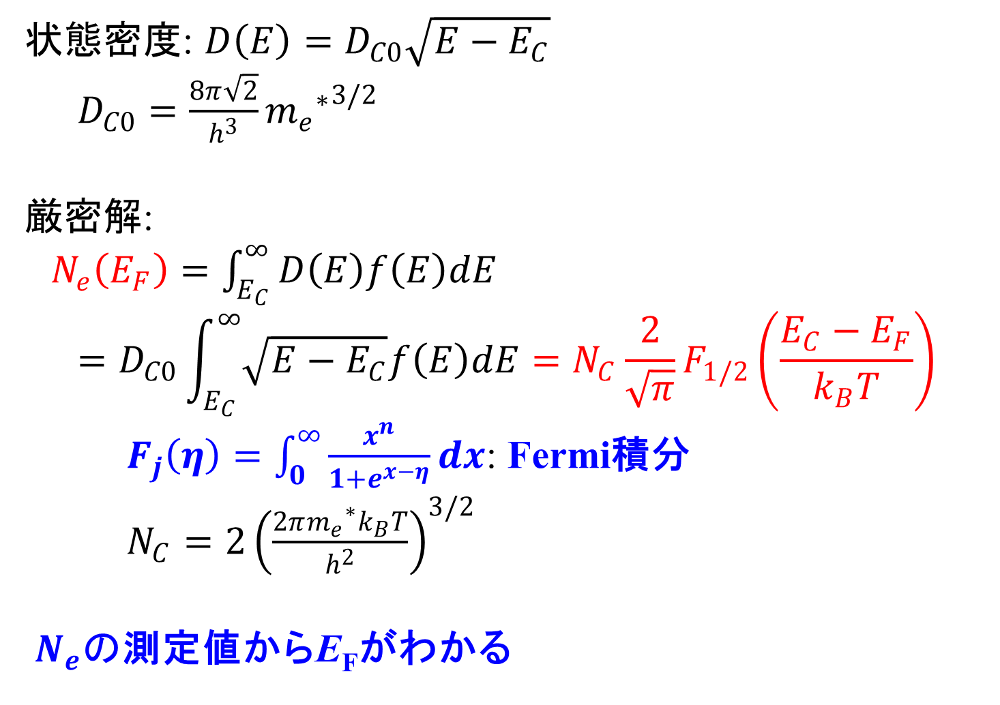 状態密度: $D(E) = D_{C0}\sqrt{E - E_C}$
$D_{C0} = \frac{8\pi\sqrt{2}}{h^3} {m_e}^{*3/2}$
厳密解:
$N_e(E_F) = \int_{E_C}^{\infty} D(E)f(E)dE$
$= D_{C0} \int_{E_C}^{\infty} \sqrt{E - E_C} f(E)dE = N_C \frac{2}{\sqrt{\pi}} F_{1/2} \left( \frac{E_C - E_F}{k_B T} \right)$
$F_j(\eta) = \int_0^{\infty} \frac{x^n}{1+e^{x-\eta}} dx$: Fermi積分
$N_C = 2 \left( \frac{2\pi {m_e}^* k_B T}{h^2} \right)^{3/2}$
$N_e$の測定値から$E_F$がわかる